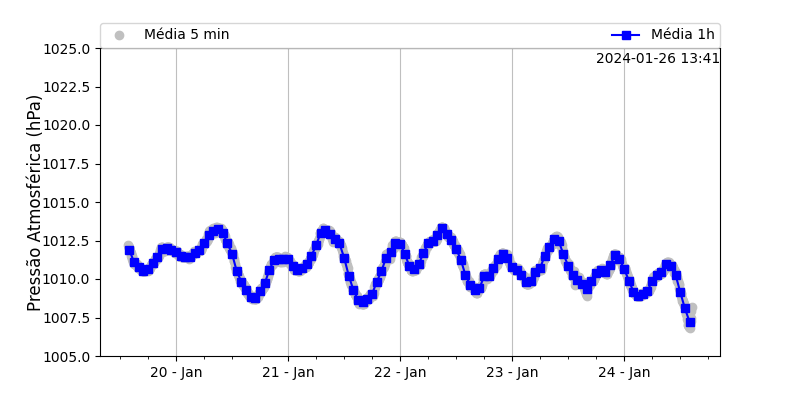 Média 5 min
Média 1h
2024-01-26 13:41
Pressão Atmosférica (hPa)
1025.0
1022.5
1020.0
1017.5
1015.0
1012.5
1010.0
1007.5
1005.0
20 - Jan
21 - Jan
22 - Jan
23 - Jan
24 - Jan